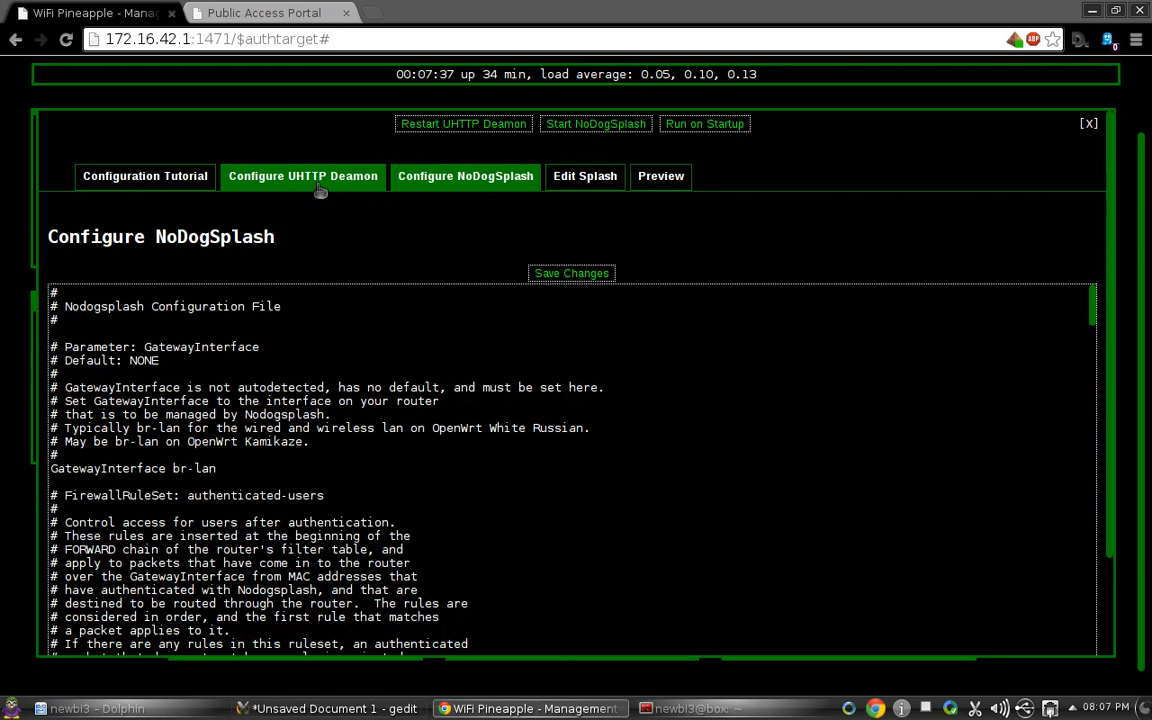 WiFi Pineapple - Manag
Public Access Portal
172.16.42.1:1471/$authtarget#
ABP
0
00:07:37 up 34 min, load average: 0.05, 0.10, 0.13
Restart UHTTP Deamon
Start NoDogSplash
Run on Startup
[X]
Configuration Tutorial
Configure UHTTP Deamon
Configure NoDogSplash
Edit Splash
Preview
Configure NoDogSplash
Save Changes
#
# Nodogsplash Configuration File
#
# Parameter: GatewayInterface
# Default: NONE
#
# GatewayInterface is not autodetected, has no default, and must be set here.
# Set GatewayInterface to the interface on your router
# that is to be managed by Nodogsplash.
# Typically br-lan for the wired and wireless lan on OpenWrt White Russian.
# May be br-lan on OpenWrt Kamikaze.
#
GatewayInterface br-lan
# FirewallRuleSet: authenticated-users
#
# Control access for users after authentication.
# These rules are inserted at the beginning of the
# FORWARD chain of the router's filter table, and
# apply to packets that have come in to the router
# over the GatewayInterface from MAC addresses that
# have authenticated with Nodogsplash, and that are
# destined to be routed through the router.  The rules are
# considered in order, and the first rule that matches
# a packet applies to it.
# If there are any rules in this ruleset, an authenticated
newbi3 – Dolphin
*Unsaved Document 1 - gedit
WiFi Pineapple - Management
newbi3@box: ~
08:07 PM